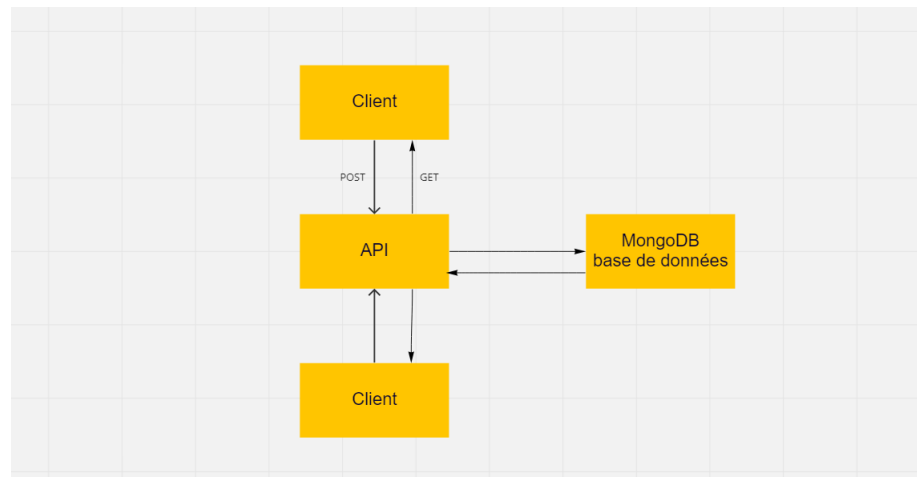 Client
POST
GET
API
MongoDB
base de données
Client